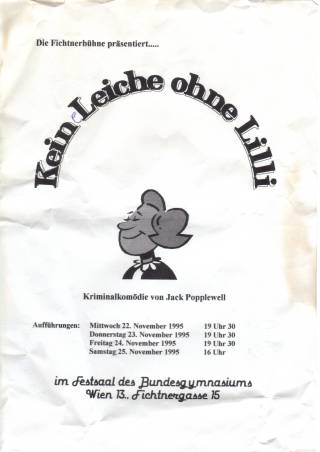 Die Fichtnerbühne präsentiert.....
Keine Leiche ohne Lilli
Kriminalkomödie von Jack Popplewell
Aufführungen: Mittwoch 22. November 1995 19 Uhr 30
Donnerstag 23. November 1995 19 Uhr 30
Freitag 24. November 1995 19 Uhr 30
Samstag 25. November 1995 16 Uhr
im Festsaal des Bundesgymnasiums
Wien 13., Fichtnergasse 15